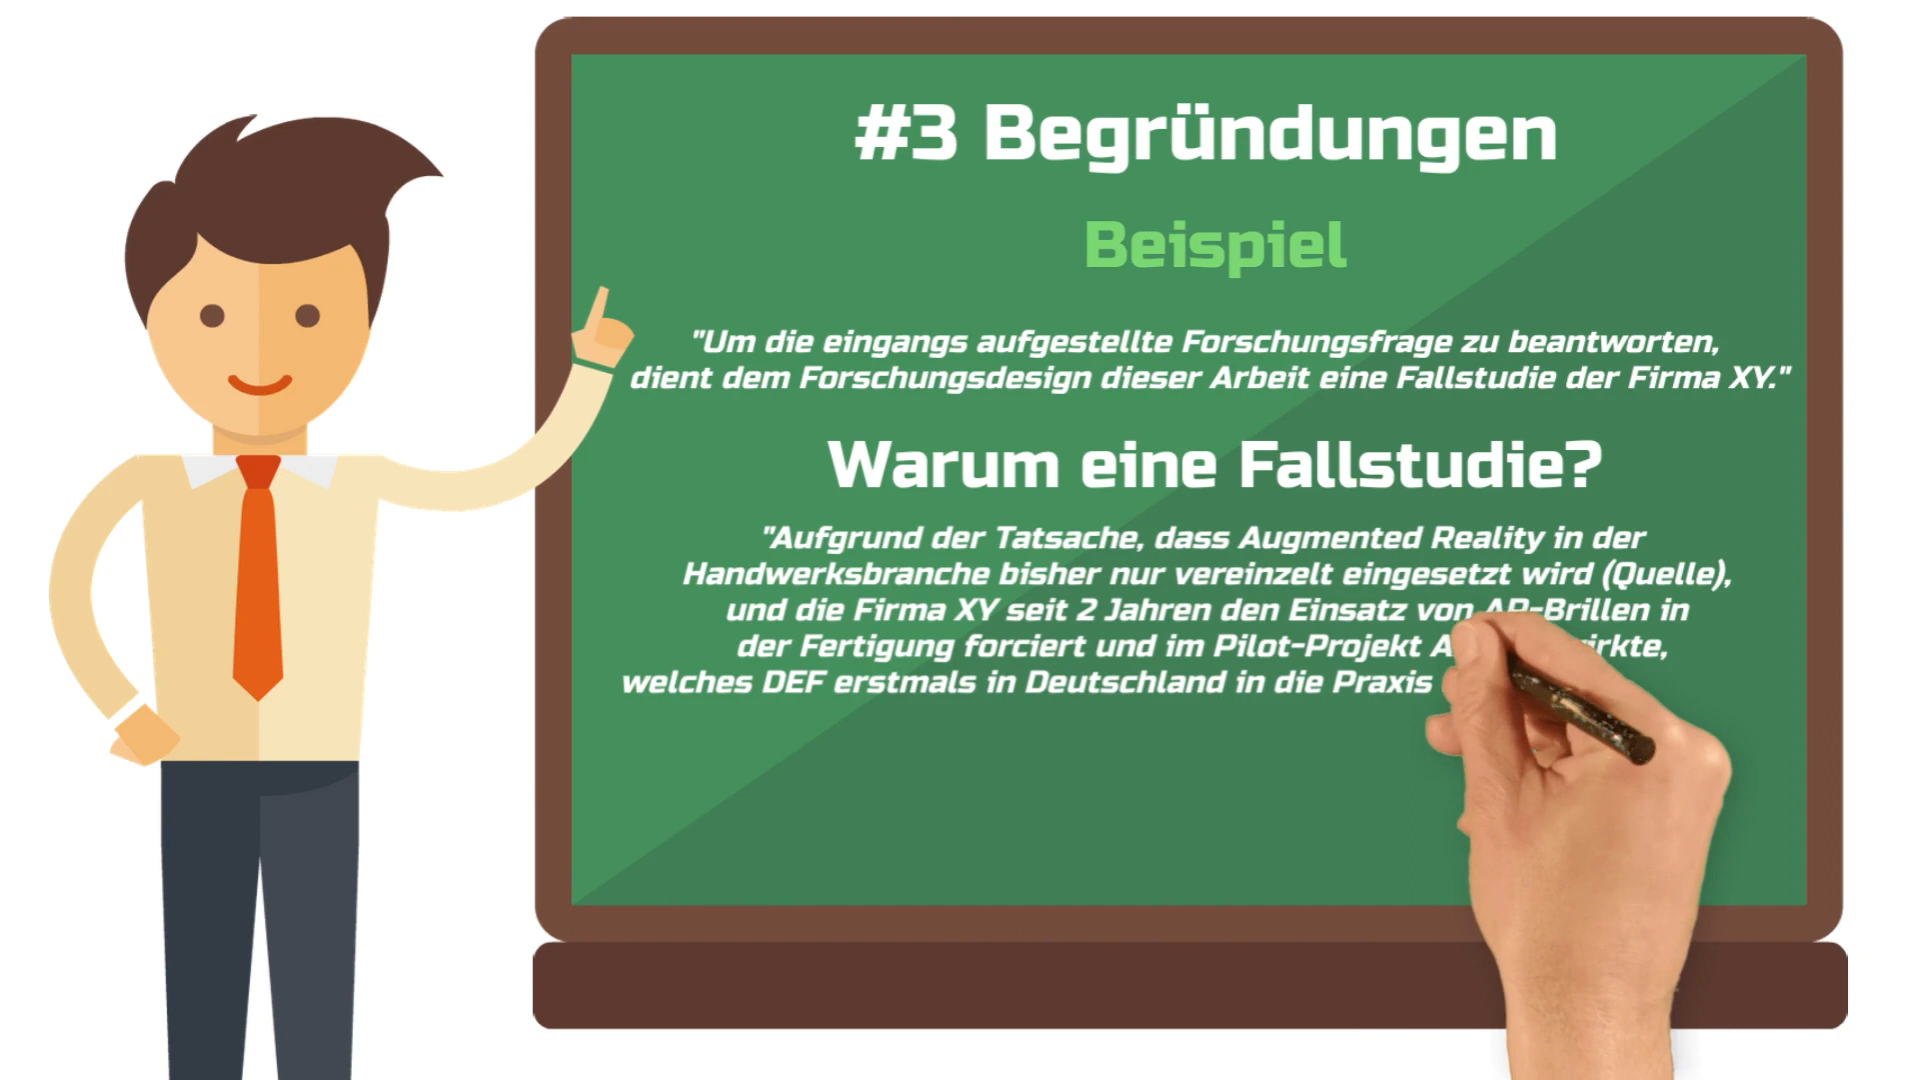 #3 Begründungen
Beispiel
"Um die eingangs aufgestellte Forschungsfrage zu beantworten,
dient dem Forschungsdesign dieser Arbeit eine Fallstudie der Firma XY."
Warum eine Fallstudie?
"Aufgrund der Tatsache, dass Augmented Reality in der
Handwerksbranche bisher nur vereinzelt eingesetzt wird (Quelle),
und die Firma XY seit 2 Jahren den Einsatz von AR-Brillen in
der Fertigung forciert und im Pilot-Projekt
welches DEF erstmals in Deutschland in die Praxis